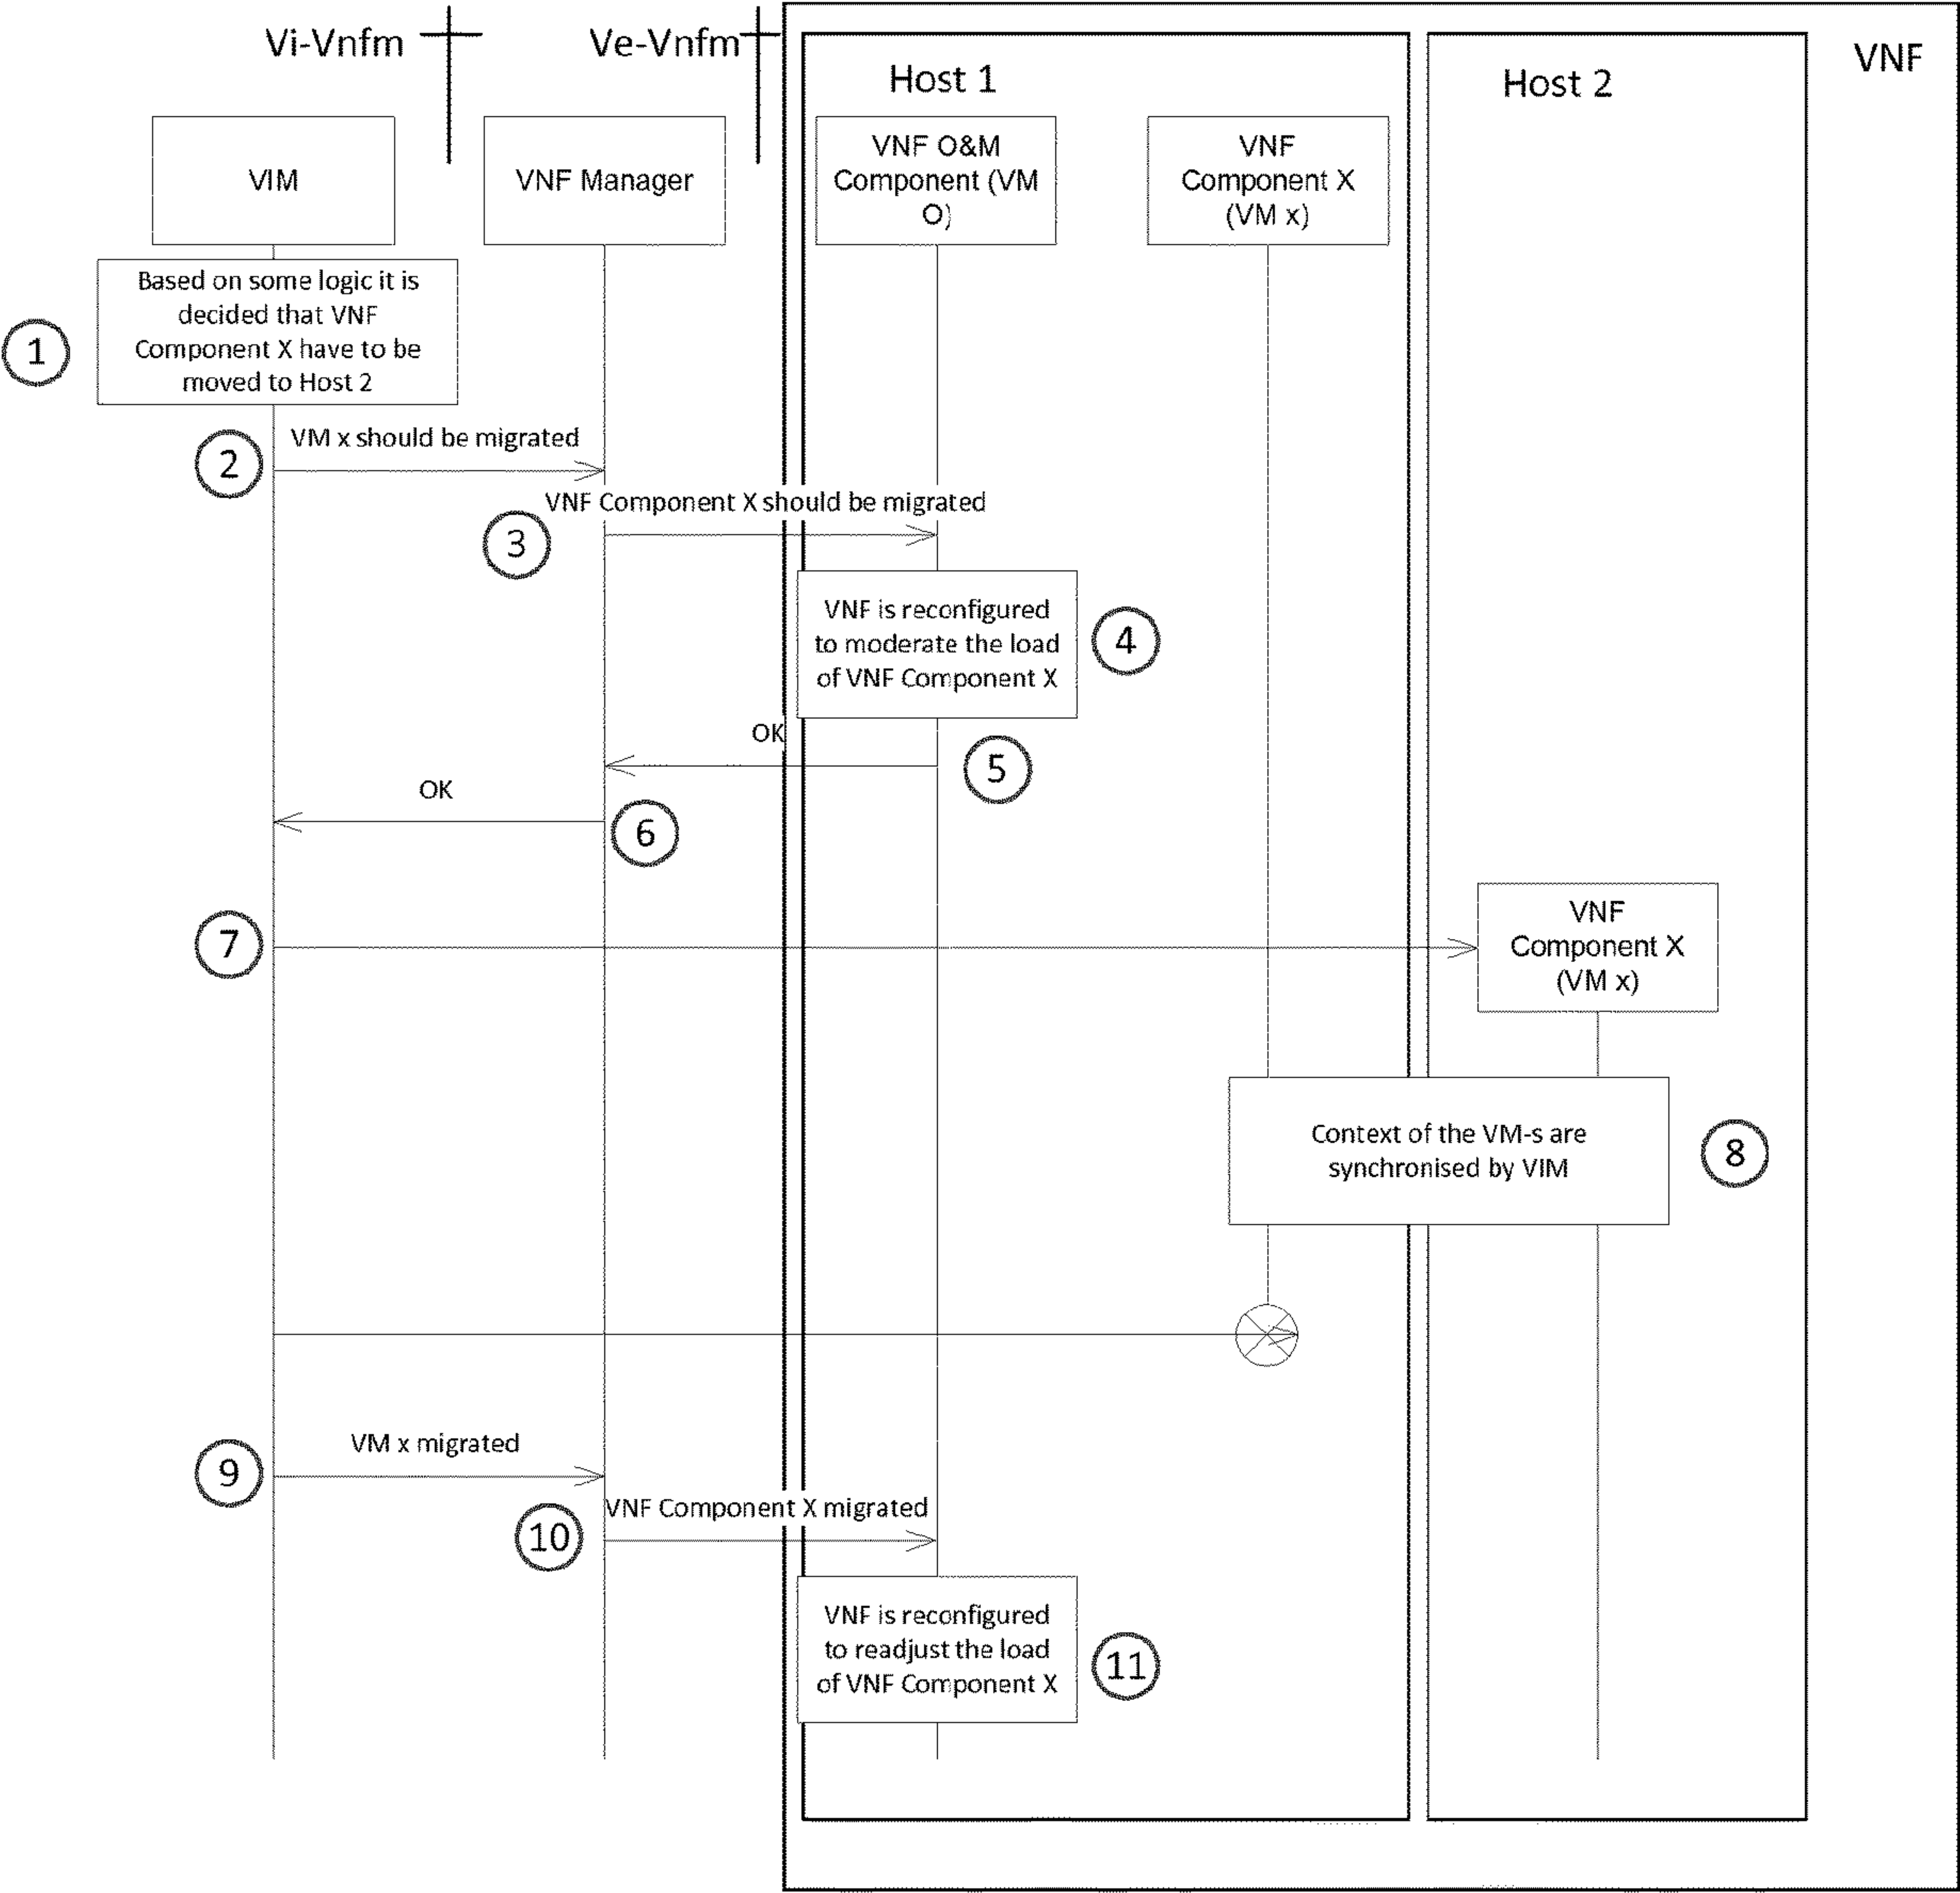 Vi-Vnfm
Ve-Vnfm
VNF
Host 1
Host 2
VIM
VNF Manager
VNF O&M
Component (VM
O)
VNF
Component X
(VM x)
Based on some logic it is
decided that VNF
Component X have to be
moved to Host 2
1
VM x should be migrated
2
VNF Component X should be migrated
3
VNF is reconfigured
to moderate the load
of VNF Component X
4
OK
5
OK
6
7
VNF
Component X
(VM x)
Context of the VM-s are
synchronised by VIM
8
VM x migrated
9
VNF Component X migrated
10
VNF is reconfigured
to readjust the load
of VNF Component X
11